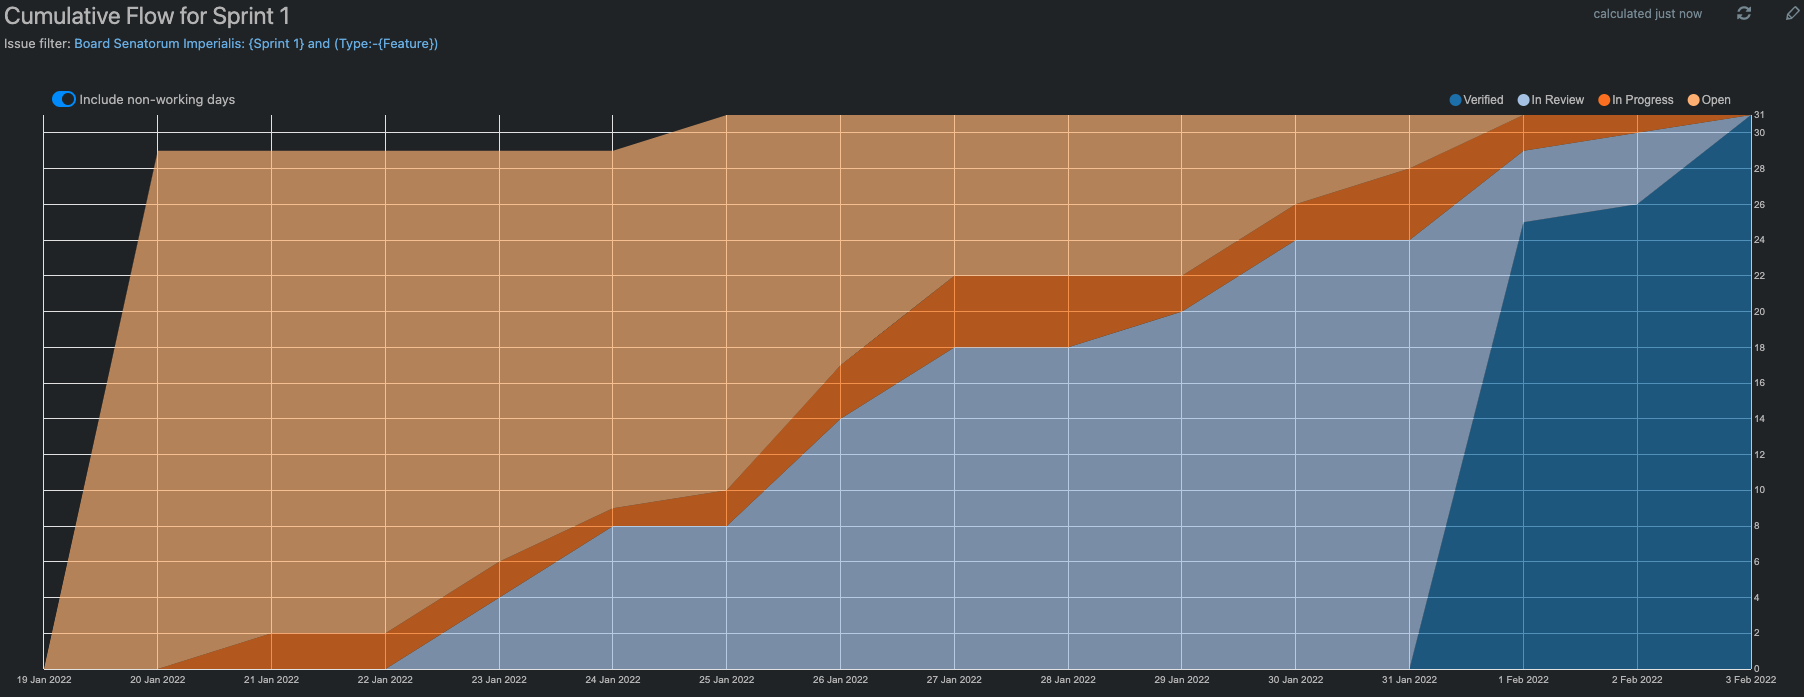 Cumulative Flow for Sprint 1
calculated just now
Issue filter: Board Senatorum Imperialis: {Sprint 1} and (Type:-{Feature})
Include non-working days
Verified In Review In Progress Open
31
30
28
26
24
22
20
18
16
14
12
10
8
6
4
2
0
19 Jan 2022 20 Jan 2022 21 Jan 2022 22 Jan 2022 23 Jan 2022 24 Jan 2022 25 Jan 2022 26 Jan 2022 27 Jan 2022 28 Jan 2022 29 Jan 2022 30 Jan 2022 31 Jan 2022 1 Feb 2022 2 Feb 2022 3 Feb 2022